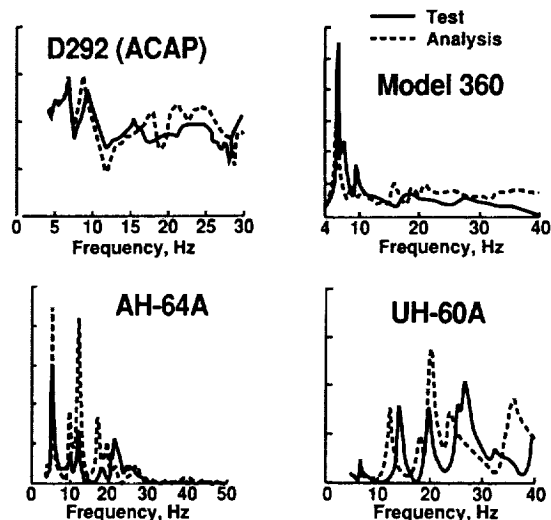 Test
Analysis
D292 (ACAP)
0 5 10 15 20 25 30
Frequency, Hz
Model 360
4 10 20 30 40
Frequency, Hz
AH-64A
0 10 20 30 40 50
Frequency, Hz
UH-60A
0 10 20 30 40
Frequency, Hz